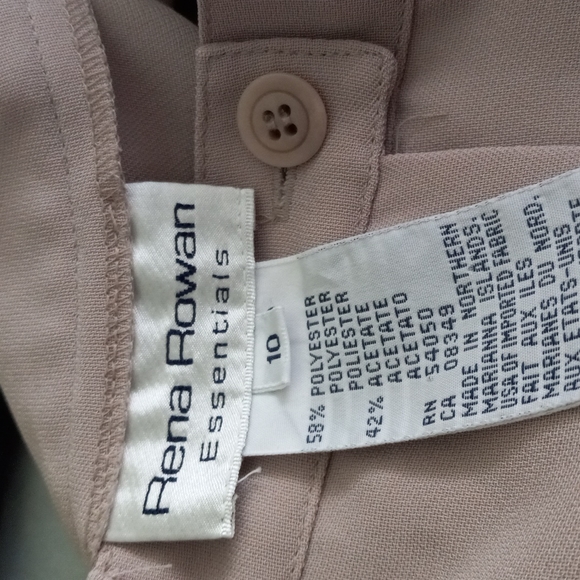 Rena Rowan
Essentials
10
58% POLYESTER
POLYESTER
POLIESTER
42% ACETATE
ACETATE
ACETATO
RN 54050
CA 08349
MADE IN NORTHERN
MARIANNA ISLANDS,
USA OF IMPORTED FABRIC
FAIT AUX ILES
MARIANES DU NORD,
AUX ETATS-UNIS